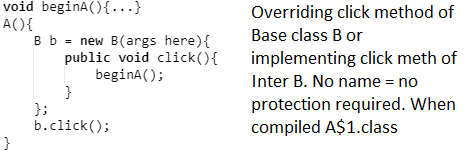 void beginA(){...}
A(){
    B b = new B(args here){
        public void click(){
            beginA();
        }
    };
    b.click();
}
Overriding click method of
Base class B or
implementing click meth of
Inter B. No name = no
protection required. When
compiled A$1.class